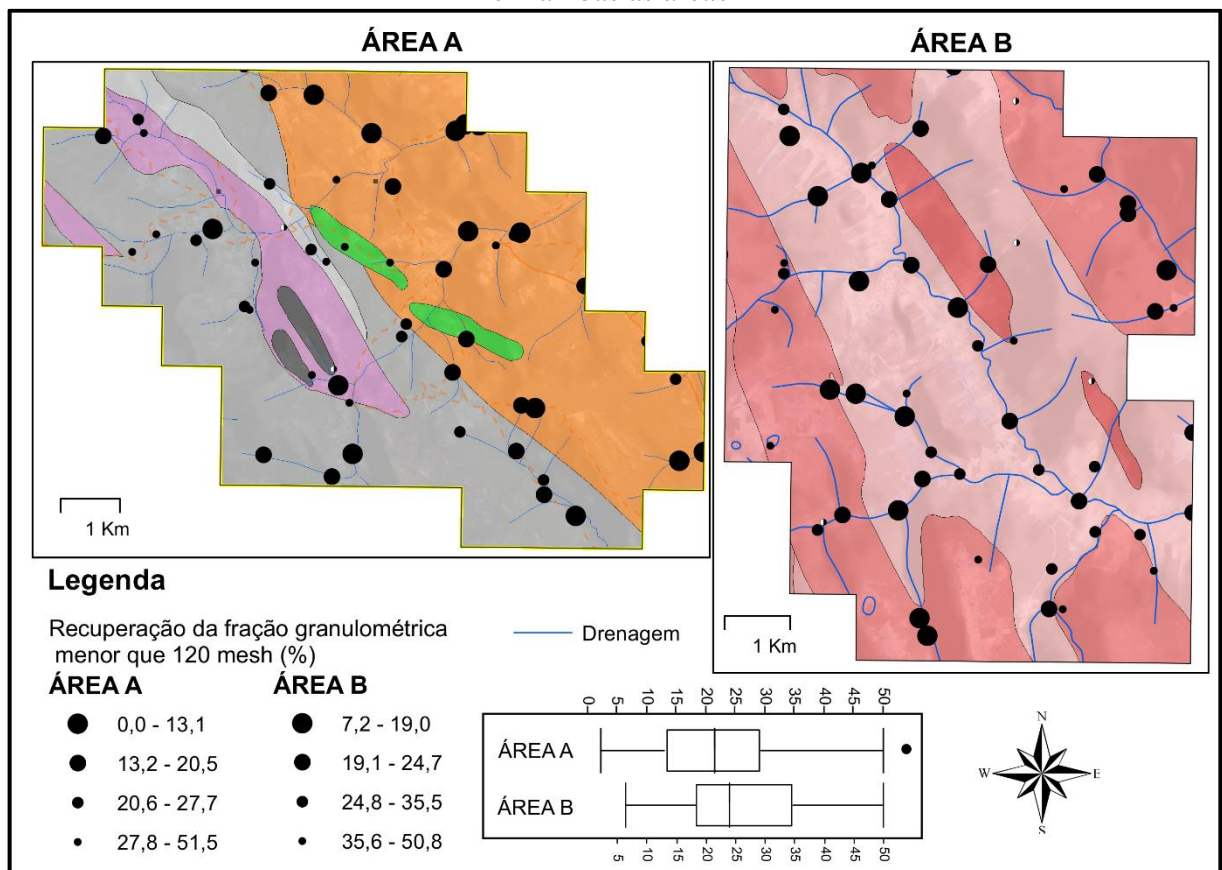 ÁREA A
ÁREA B
1 Km
1 Km
Legenda
Recuperação da fração granulométrica
menor que 120 mesh (%)
Drenagem
ÁREA A
ÁREA B
0,0 - 13,1
7,2 - 19,0
13,2 - 20,5
19,1 - 24,7
20,6 - 27,7
24,8 - 35,5
27,8 - 51,5
35,6 - 50,8
0 5 10 15 20 25 30 35 40 45 50
ÁREA A
ÁREA B
5 10 15 20 25 30 35 40 45 50
N
W E
S